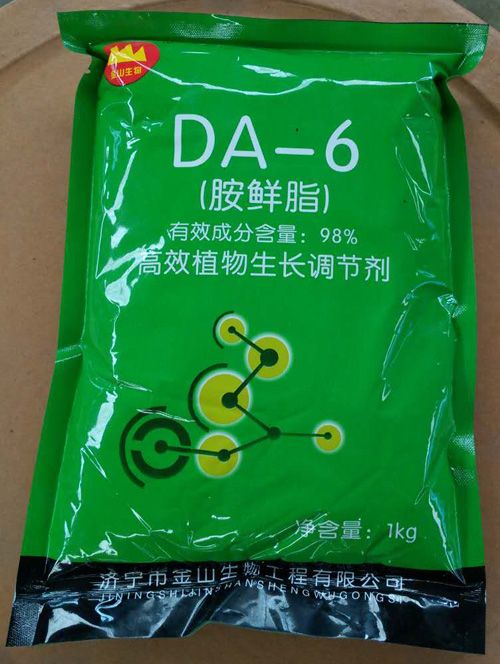 金山生物
DA-6
(胺鲜脂)
有效成分含量：98%
高效植物生长调节剂
净含量：1kg
济宁市金山生物工程有限公司
JININGSHIJINSHANSHENGWUGONGSI